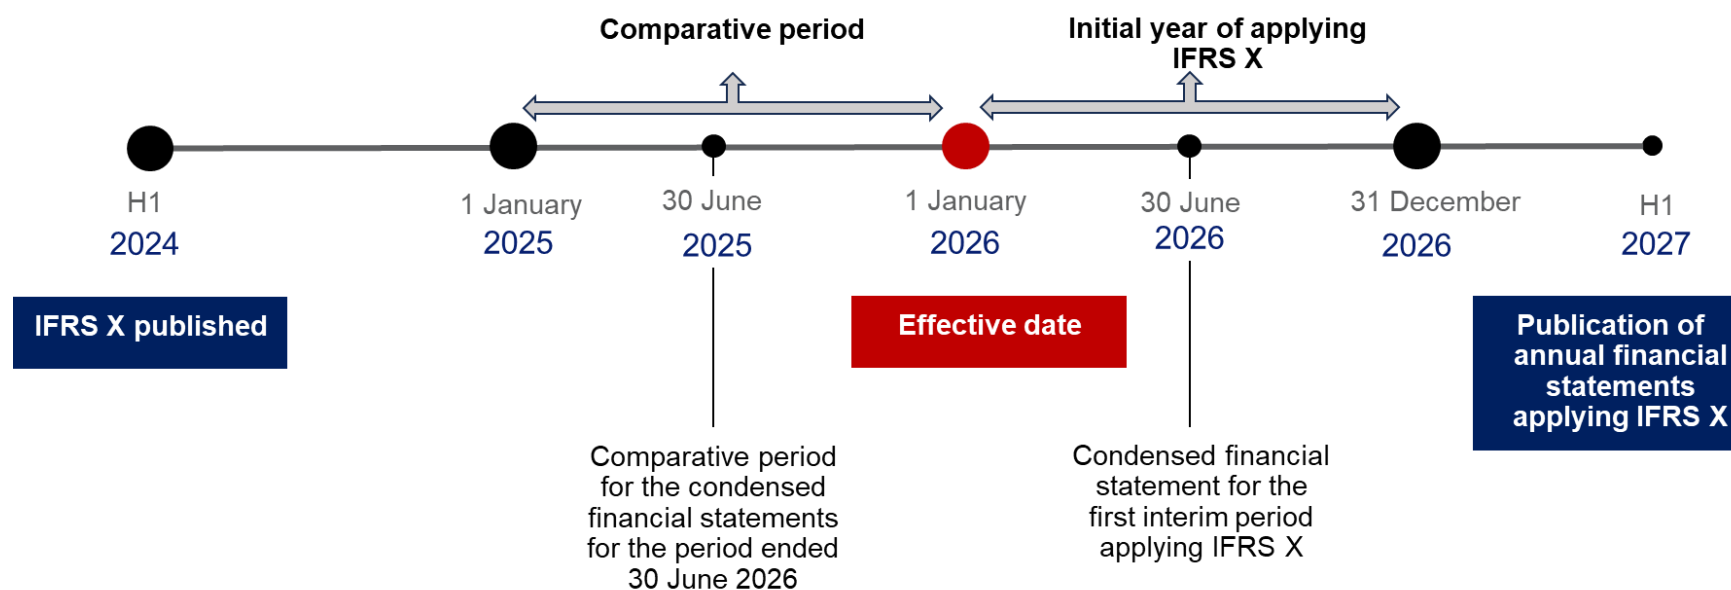 Comparative period
Initial year of applying
IFRS X
H1
2024
1 January
2025
30 June
2025
1 January
2026
30 June
2026
31 December
2026
H1
2027
IFRS X published
Effective date
Publication of
annual financial
statements
applying IFRS X
Comparative period
for the condensed
financial statements
for the period ended
30 June 2026
Condensed financial
statement for the
first interim period
applying IFRS X